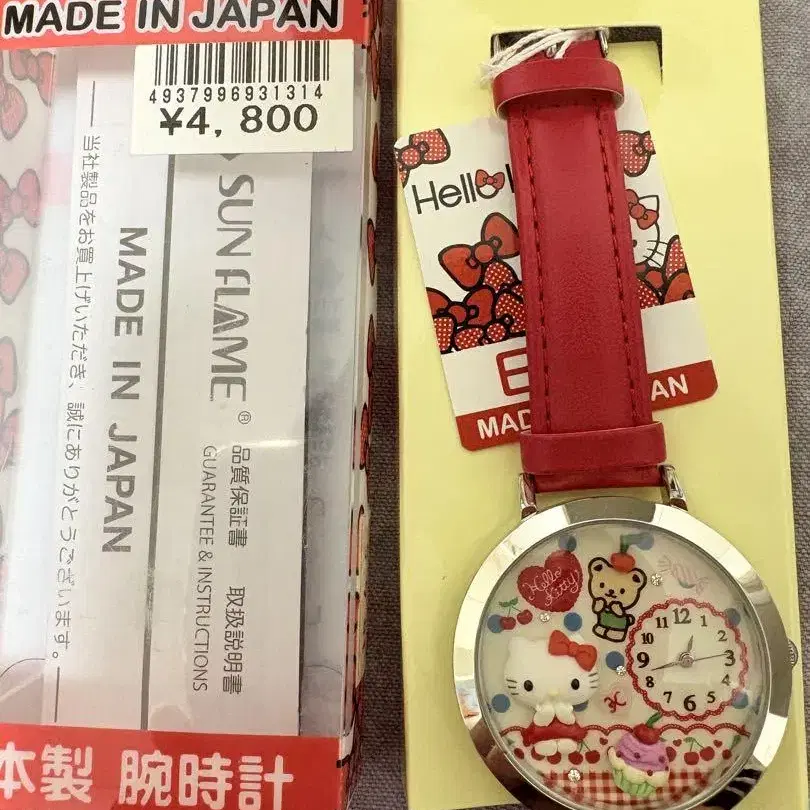 MADE IN JAPAN
4937996931314
¥4,800
当社製品をお買上げいただき、誠にありがとうございます。
MADE IN JAPAN
SUN FLAME®
品質保証書 取扱説明書
GUARANTEE & INSTRUCTIONS
本製 腕時計
Hello
MAD
AN
Hello
Kitty
12
1
2
3
4
5
6
7
8
9
10
11